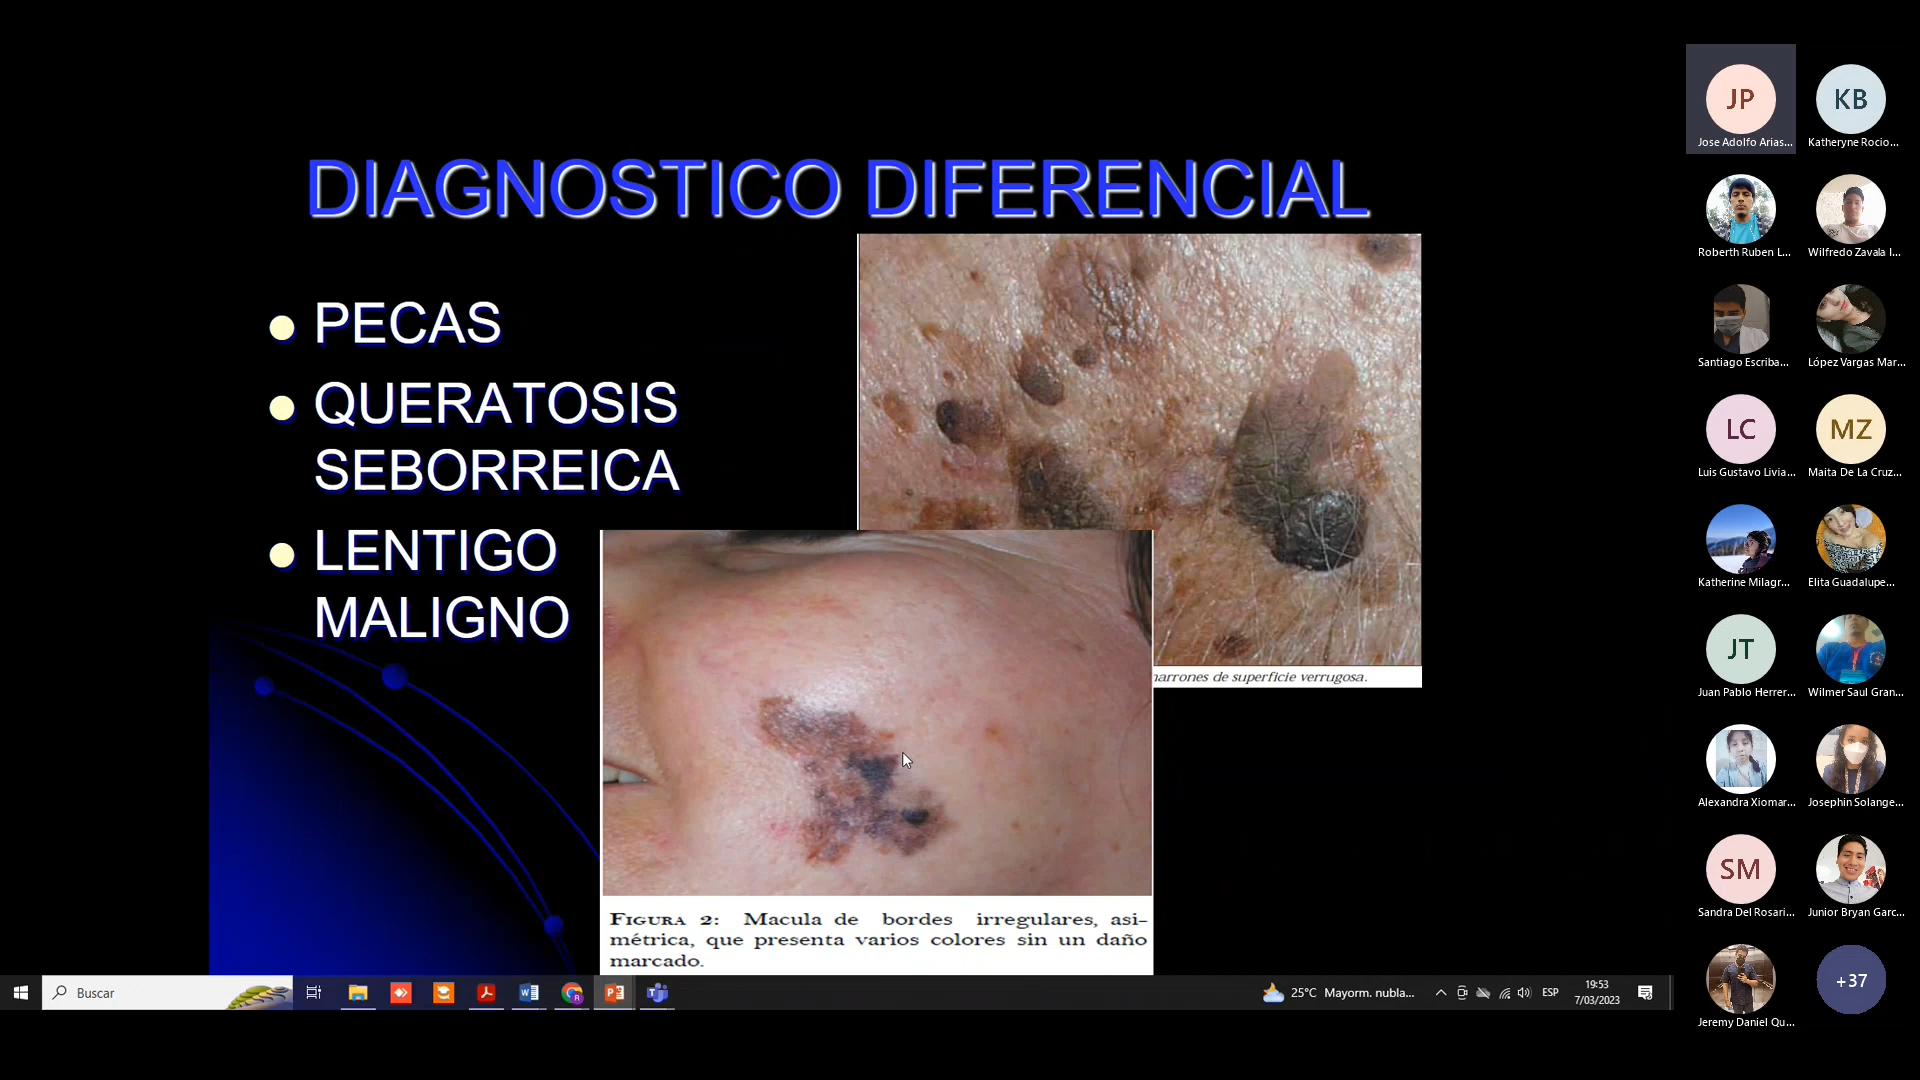 DIAGNOSTICO DIFERENCIAL
PECAS
QUERATOSIS
SEBORREICA
LENTIGO
MALIGNO
marrones de superficie verrugosa.
FIGURA 2: Macula de bordes irregulares, asi-
métrica, que presenta varios colores sin un daño
marcado.
JP
Jose Adolfo Arias...
KB
Katheryne Rocio...
Roberth Ruben L...
Wilfredo Zavala I...
Santiago Escriba...
López Vargas Mar...
LC
Luis Gustavo Livia...
MZ
Maita De La Cruz...
Katherine Milagr...
Elita Guadalupe...
JT
Juan Pablo Herrer...
Wilmer Saul Gran...
Alexandra Xiomar...
Josephin Solange...
SM
Sandra Del Rosari...
Junior Bryan Garc...
Jeremy Daniel Qu...
+37
Buscar
25°C Mayorm. nubla...
ESP
19:53
7/03/2023